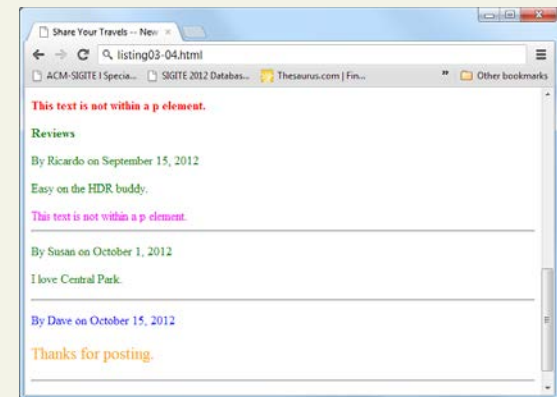 Share Your Travels -- New
listing03-04.html
ACM-SIGITE I Specia... SIGITE 2012 Databas... Thesaurus.com | Fin... » Other bookmarks
This text is not within a p element.
Reviews
By Ricardo on September 15, 2012
Easy on the HDR buddy.
This text is not within a p element.
By Susan on October 1, 2012
I love Central Park.
By Dave on October 15, 2012
Thanks for posting.